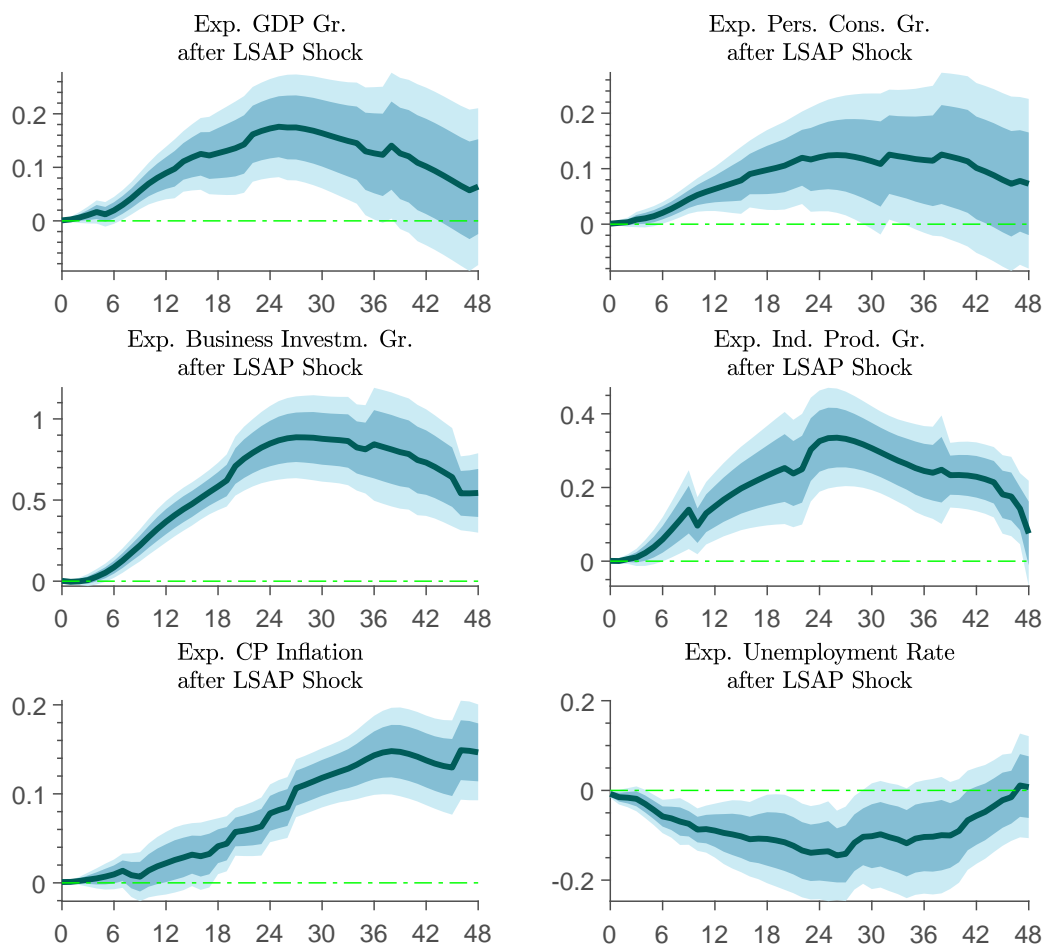 Exp. GDP Gr.
after LSAP Shock
0.2
0.1
0
0 6 12 18 24 30 36 42 48
Exp. Pers. Cons. Gr.
after LSAP Shock
0.2
0.1
0
0 6 12 18 24 30 36 42 48
Exp. Business Investm. Gr.
after LSAP Shock
1
0.5
0
0 6 12 18 24 30 36 42 48
Exp. Ind. Prod. Gr.
after LSAP Shock
0.4
0.2
0
0 6 12 18 24 30 36 42 48
Exp. CP Inflation
after LSAP Shock
0.2
0.1
0
0 6 12 18 24 30 36 42 48
Exp. Unemployment Rate
after LSAP Shock
0.2
0
-0.2
0 6 12 18 24 30 36 42 48